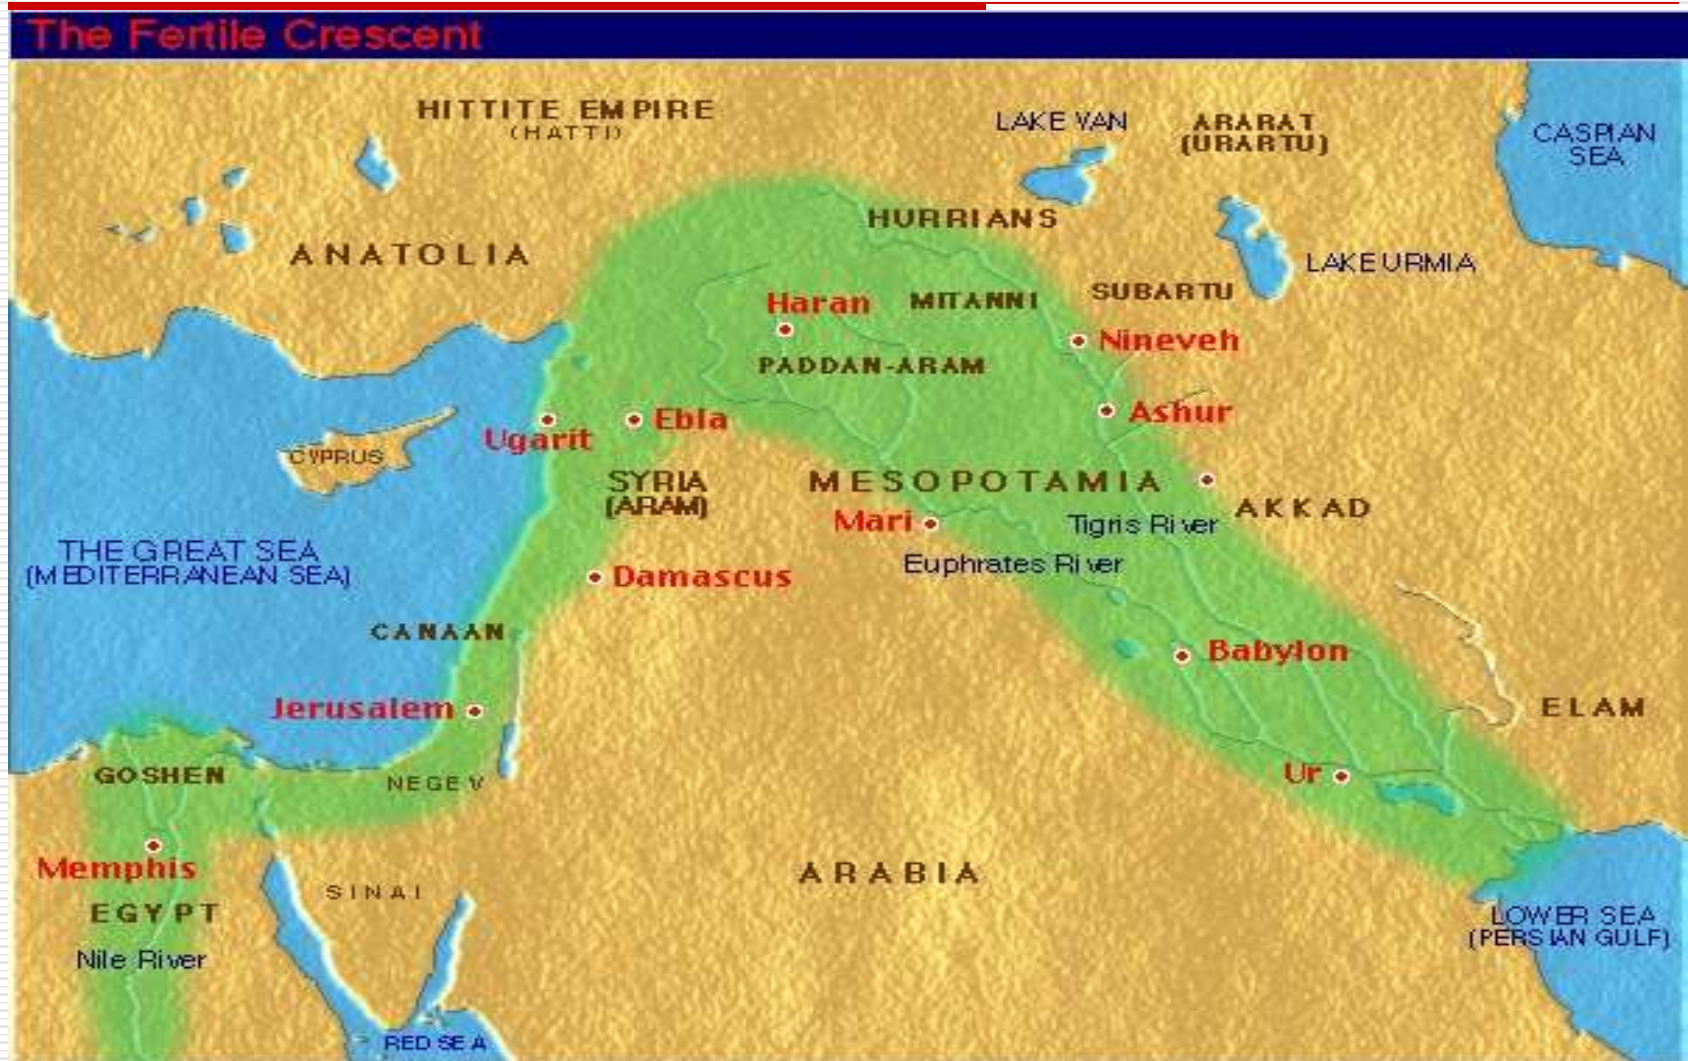 The Fertile Crescent
HITTITE EMPIRE
(HATTI)
LAKE VAN
ARARAT
(URARTU)
CASPIAN
SEA
HURRIANS
ANATOLIA
LAKE URMIA
SUBARTU
Haran
MITANNI
Nineveh
PADDAN-ARAM
Ashur
Ebla
Ugarit
CYPRUS
SYRIA
(ARAM)
MESOPOTAMIA
AKKAD
Mari
Tigris River
THE GREAT SEA
(MEDITERRANEAN SEA)
Euphrates River
Damascus
CANAAN
Babylon
Jerusalem
ELAM
GOSHEN
NEGEV
Ur
Memphis
ARABIA
SINAI
EGYPT
LOWER SEA
(PERSIAN GULF)
Nile River
RED SEA